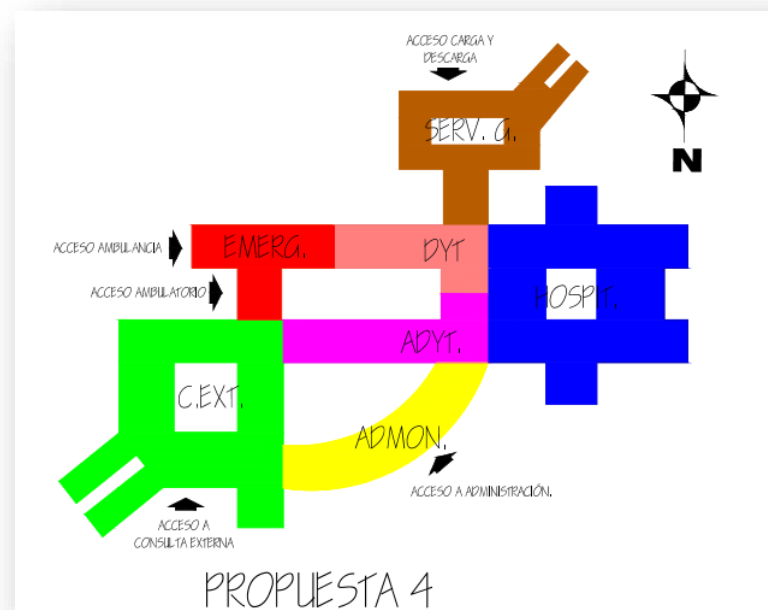 ACCESO CARGA Y
DESCARGA
SERV. G.
N
ACCESO AMBULANCIA
EMERG.
DYT
ACCESO AMBULATORIO
HOSPIT.
ADYT.
C.EXT.
ADMON.
ACCESO A ADMINISTRACIÓN.
ACCESO A
CONSULTA EXTERNA
PROPUESTA 4